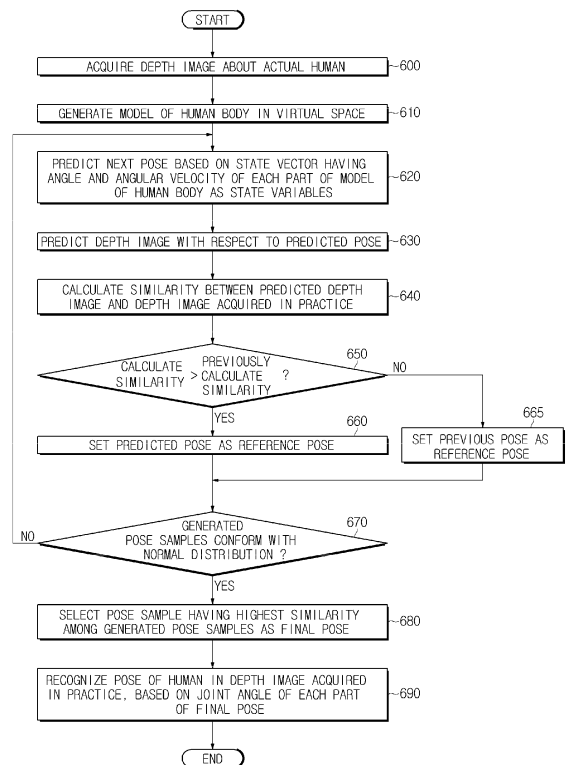 START
ACQUIRE DEPTH IMAGE ABOUT ACTUAL HUMAN
600
GENERATE MODEL OF HUMAN BODY IN VIRTUAL SPACE
610
PREDICT NEXT POSE BASED ON STATE VECTOR HAVING
ANGLE AND ANGULAR VELOCITY OF EACH PART OF MODEL
OF HUMAN BODY AS STATE VARIABLES
620
PREDICT DEPTH IMAGE WITH RESPECT TO PREDICTED POSE
630
CALCULATE SIMILARITY BETWEEN PREDICTED DEPTH
IMAGE AND DEPTH IMAGE ACQUIRED IN PRACTICE
640
650
CALCULATE
SIMILARITY
>
PREVIOUSLY
CALCULATE
SIMILARITY
?
NO
YES
660
SET PREDICTED POSE AS REFERENCE POSE
665
SET PREVIOUS POSE AS
REFERENCE POSE
670
GENERATED
POSE SAMPLES CONFORM WITH
NORMAL DISTRIBUTION ?
NO
YES
SELECT POSE SAMPLE HAVING HIGHEST SIMILARITY
AMONG GENERATED POSE SAMPLES AS FINAL POSE
680
RECOGNIZE POSE OF HUMAN IN DEPTH IMAGE ACQUIRED
IN PRACTICE, BASED ON JOINT ANGLE OF EACH PART
OF FINAL POSE
690
END